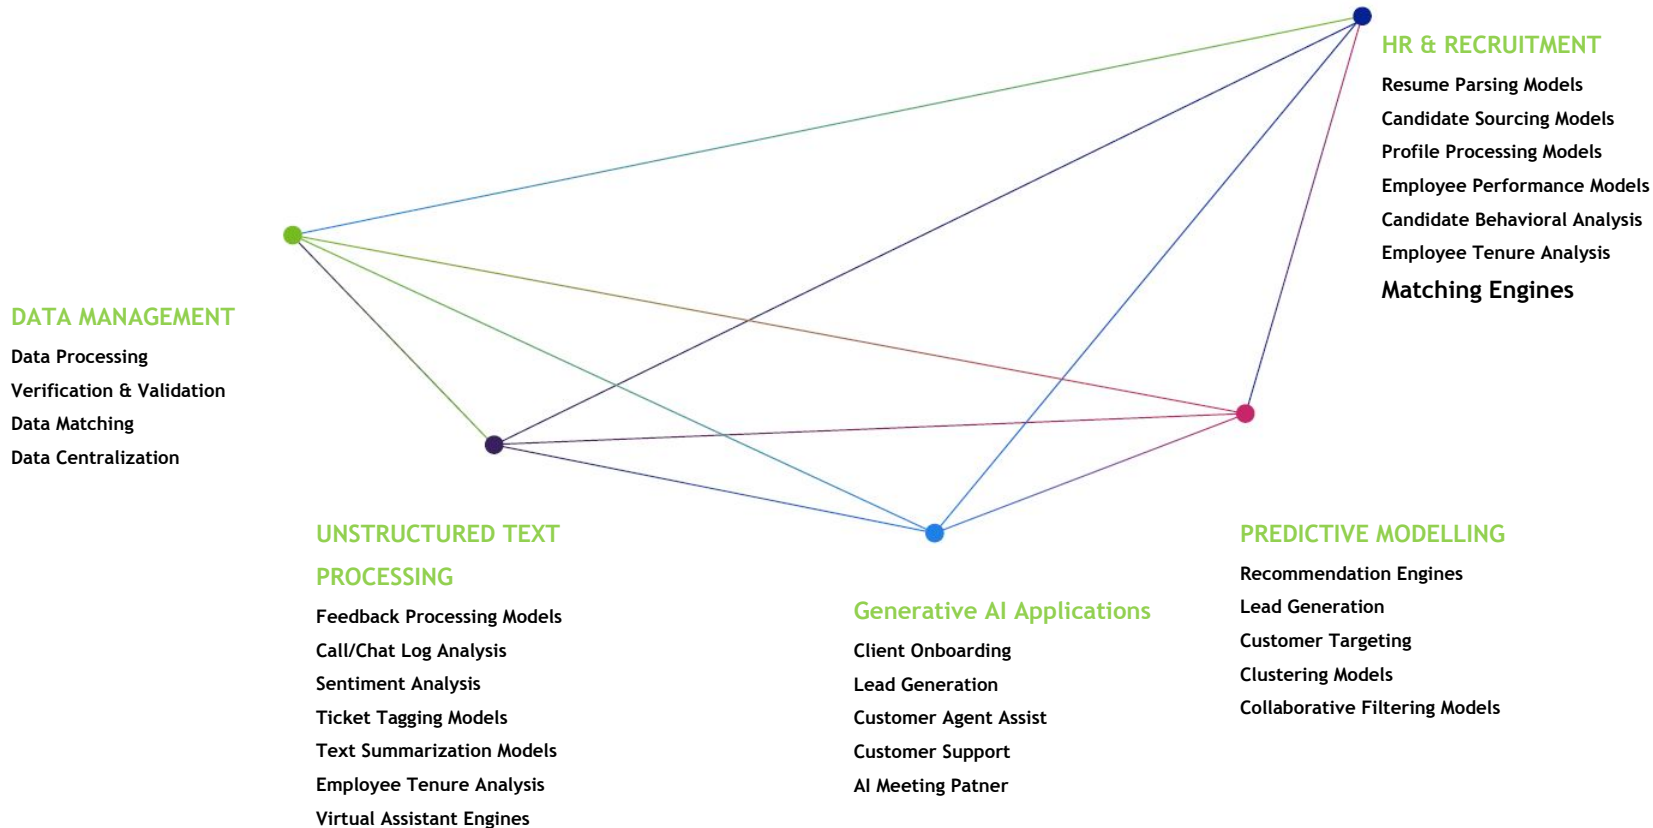 HR & RECRUITMENT
Resume Parsing Models
Candidate Sourcing Models
Profile Processing Models
Employee Performance Models
Candidate Behavioral Analysis
Employee Tenure Analysis
Matching Engines
DATA MANAGEMENT
Data Processing
Verification & Validation
Data Matching
Data Centralization
UNSTRUCTURED TEXT
PROCESSING
Feedback Processing Models
Call/Chat Log Analysis
Sentiment Analysis
Ticket Tagging Models
Text Summarization Models
Employee Tenure Analysis
Virtual Assistant Engines
Generative AI Applications
Client Onboarding
Lead Generation
Customer Agent Assist
Customer Support
AI Meeting Patner
PREDICTIVE MODELLING
Recommendation Engines
Lead Generation
Customer Targeting
Clustering Models
Collaborative Filtering Models